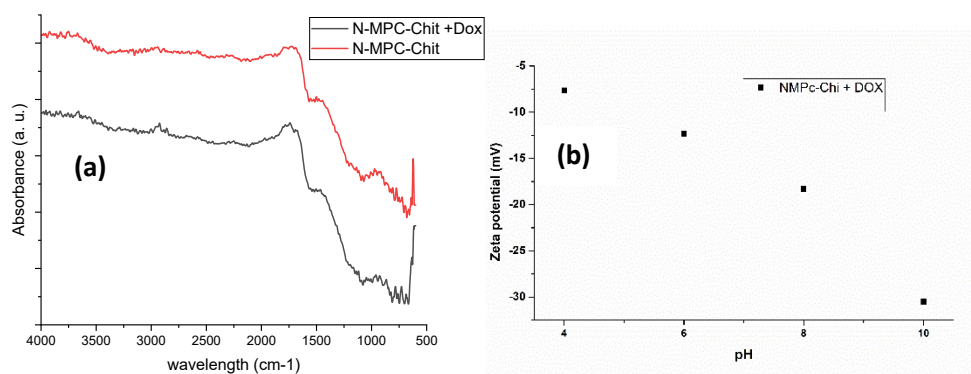 N-MPC-Chit +Dox
N-MPC-Chit
(a)
Absorbance (a. u.)
4000 3500 3000 2500 2000 1500 1000 500
wavelength (cm-1)
NMPc-Chi + DOX
(b)
Zeta potential (mV)
-5
-10
-15
-20
-25
-30
4 6 8 10
pH